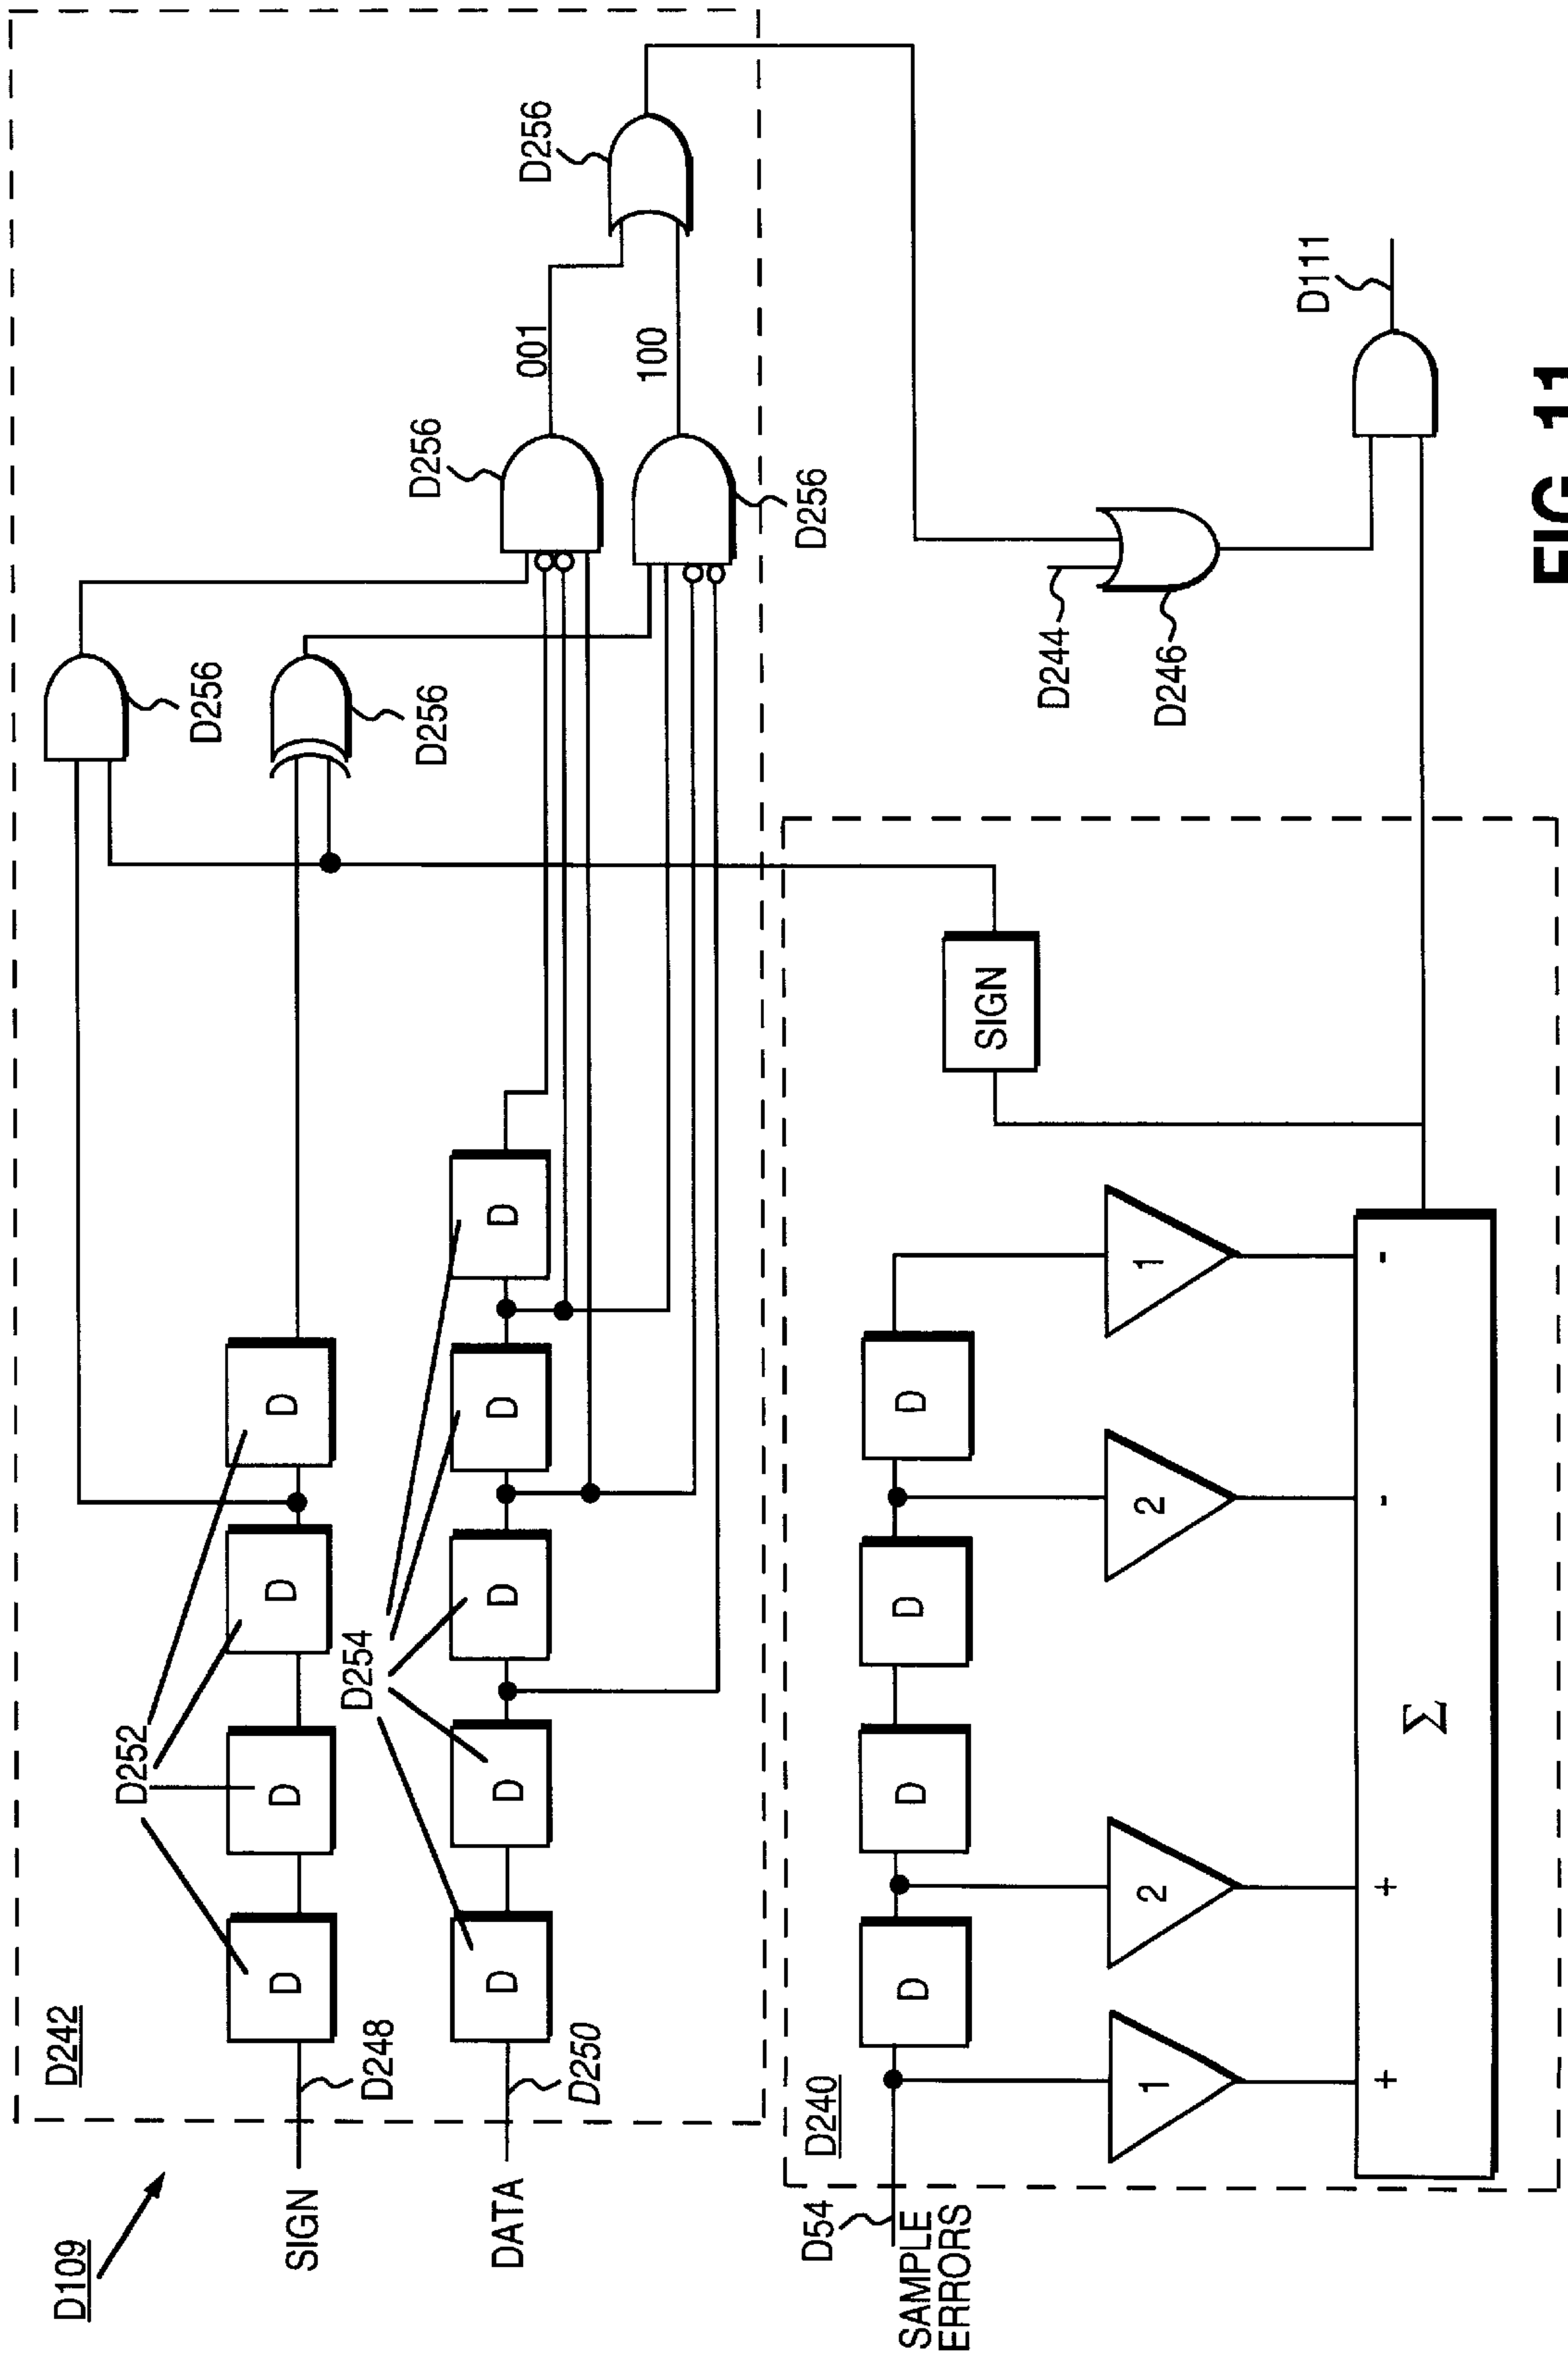 D109
D242
SIGN
D248
D252
D
D
D
D
D256
D256
DATA
D250
D254
D
D
D
D
D
D256
001
D256
100
D256
D240
D54
SAMPLE
ERRORS
D
D
D
D
SIGN
1
2
2
1
+
+
-
-
Σ
D244
D246
D111
FIG 11